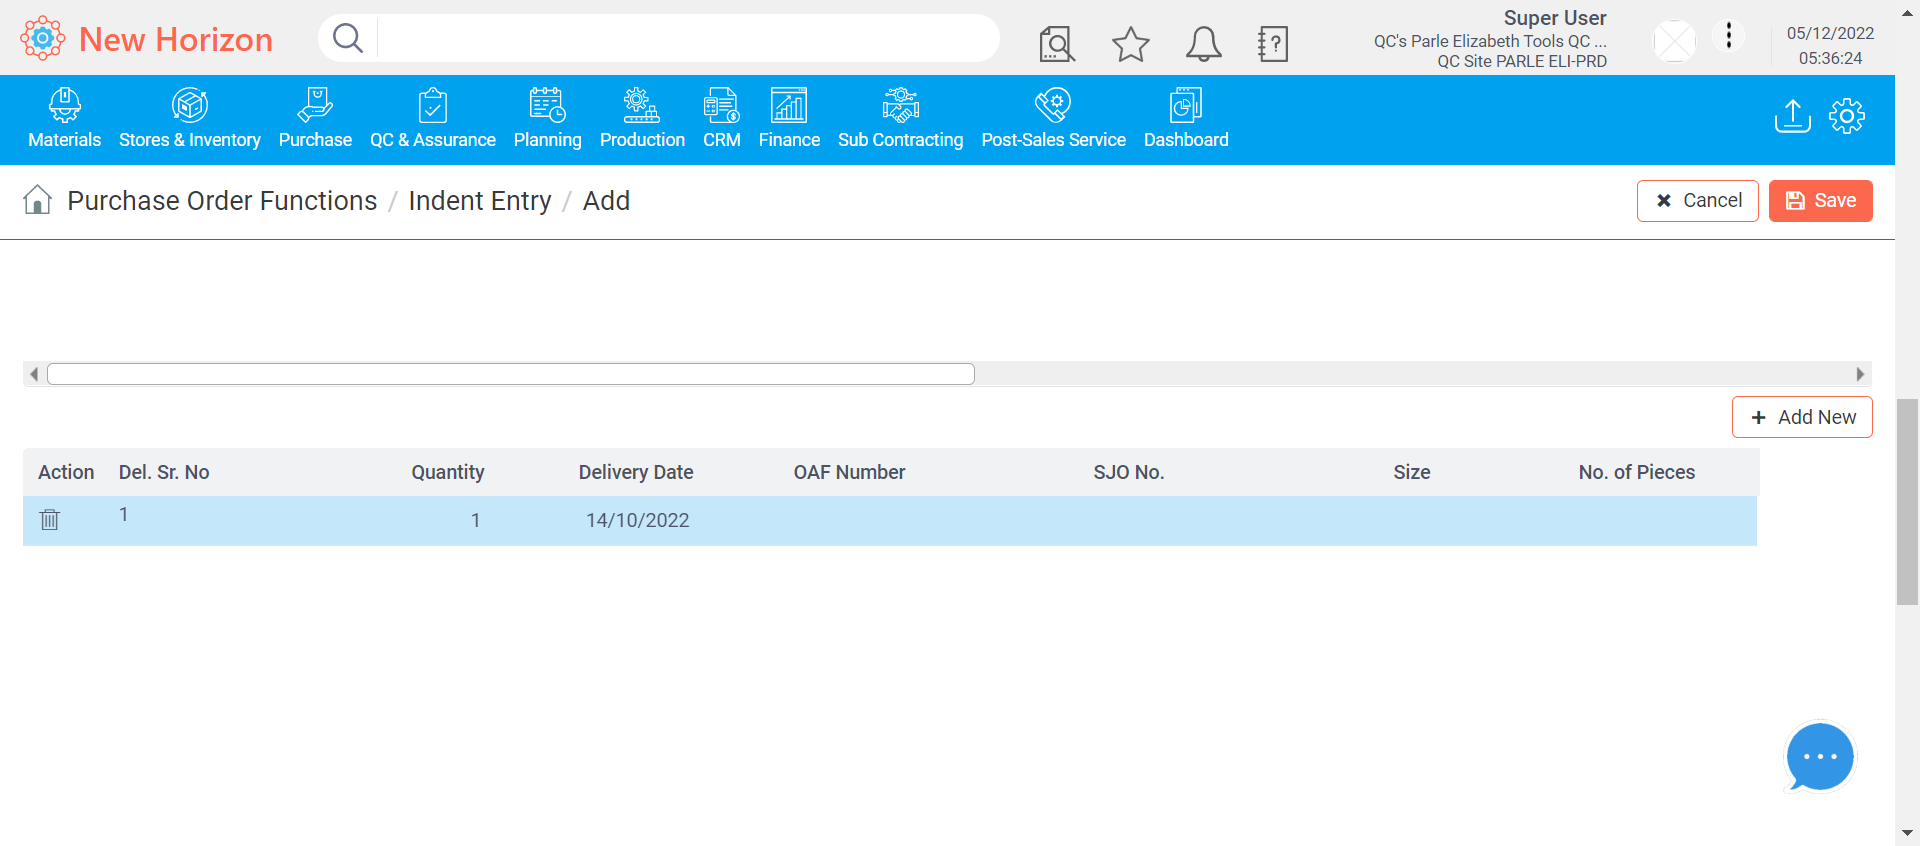 New Horizon
Super User
QC's Parle Elizabeth Tools QC ...
QC Site PARLE ELI-PRD
05/12/2022
05:36:24
Materials
Stores & Inventory
Purchase
QC & Assurance
Planning
Production
CRM
Finance
Sub Contracting
Post-Sales Service
Dashboard
Purchase Order Functions / Indent Entry / Add
Cancel
Save
Add New
Action Del. Sr. No Quantity Delivery Date OAF Number SJO No. Size No. of Pieces
1 1 14/10/2022